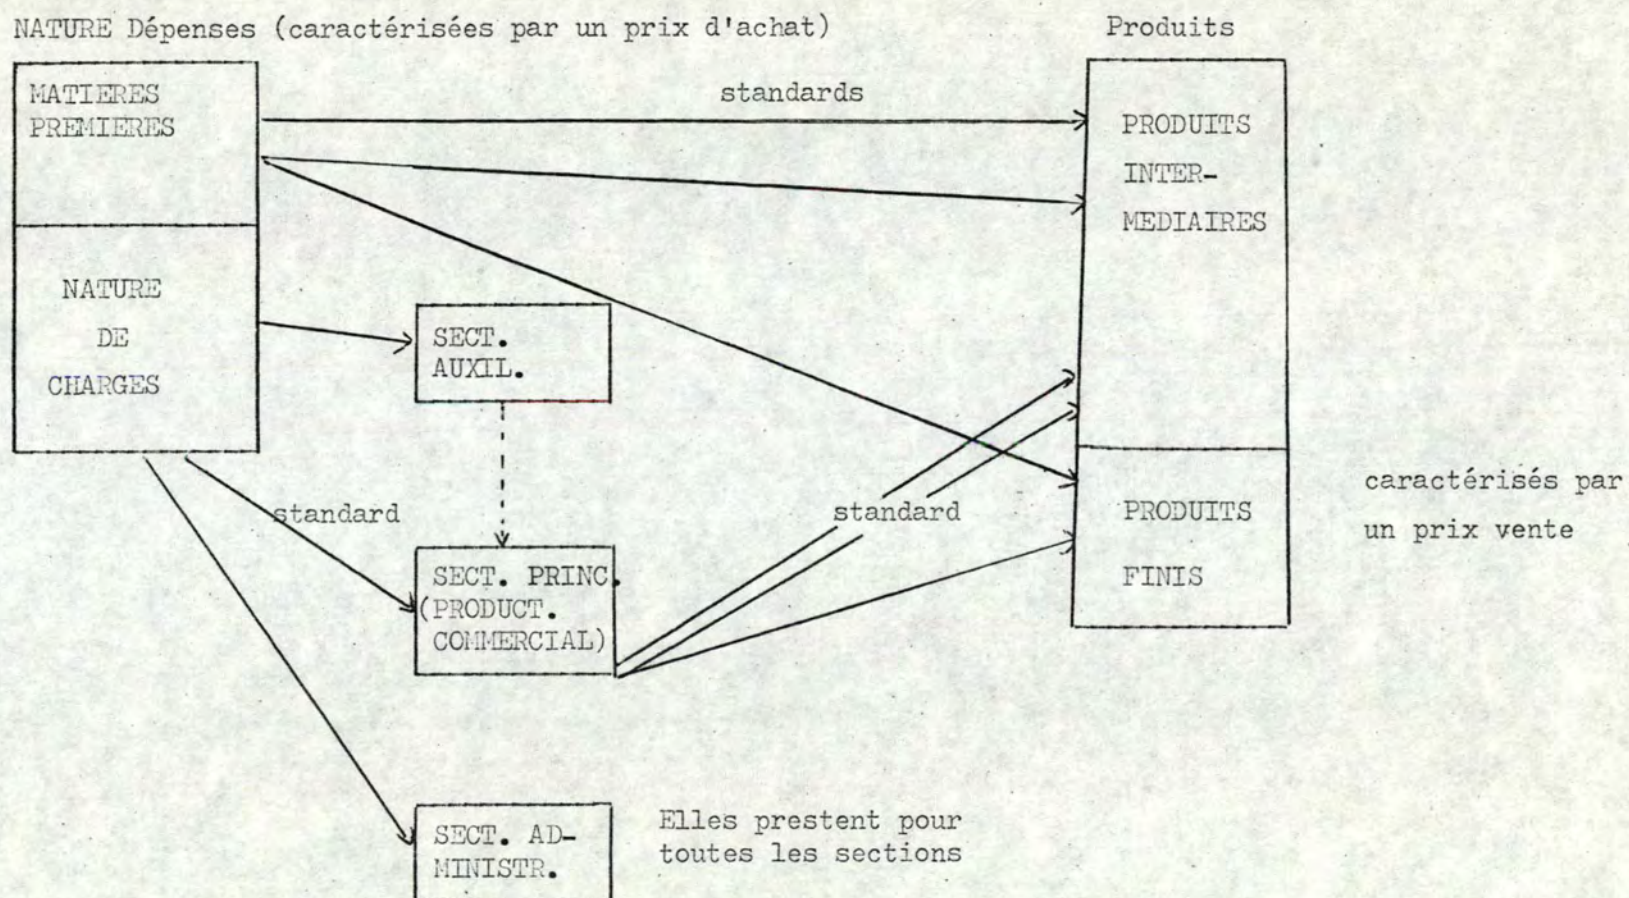 NATURE Dépenses (caractérisées par un prix d'achat)
Produits
MATIERES
PREMIERES
standards
PRODUITS
INTER-
MEDIAIRES
NATURE
DE
CHARGES
SECT.
AUXIL.
standard
standard
SECT. PRINC.
(PRODUCT.
COMMERCIAL)
PRODUITS
FINIS
caractérisés par
un prix vente
SECT. AD-
MINISTR.
Elles prestent pour
toutes les sections